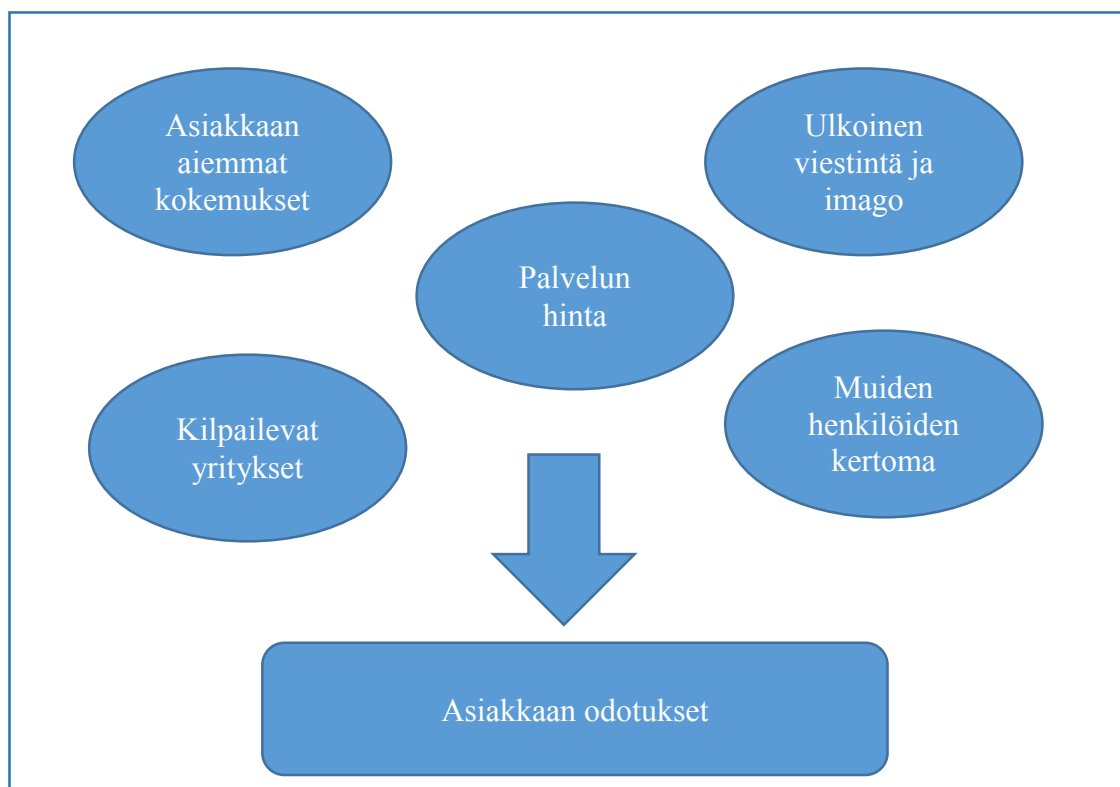 Asiakkaan
aiemmat
kokemukset
Ulkoinen
viestintä ja
imago
Palvelun
hinta
Kilpailevat
yritykset
Muiden
henkilöiden
kertoma
Asiakkaan odotukset